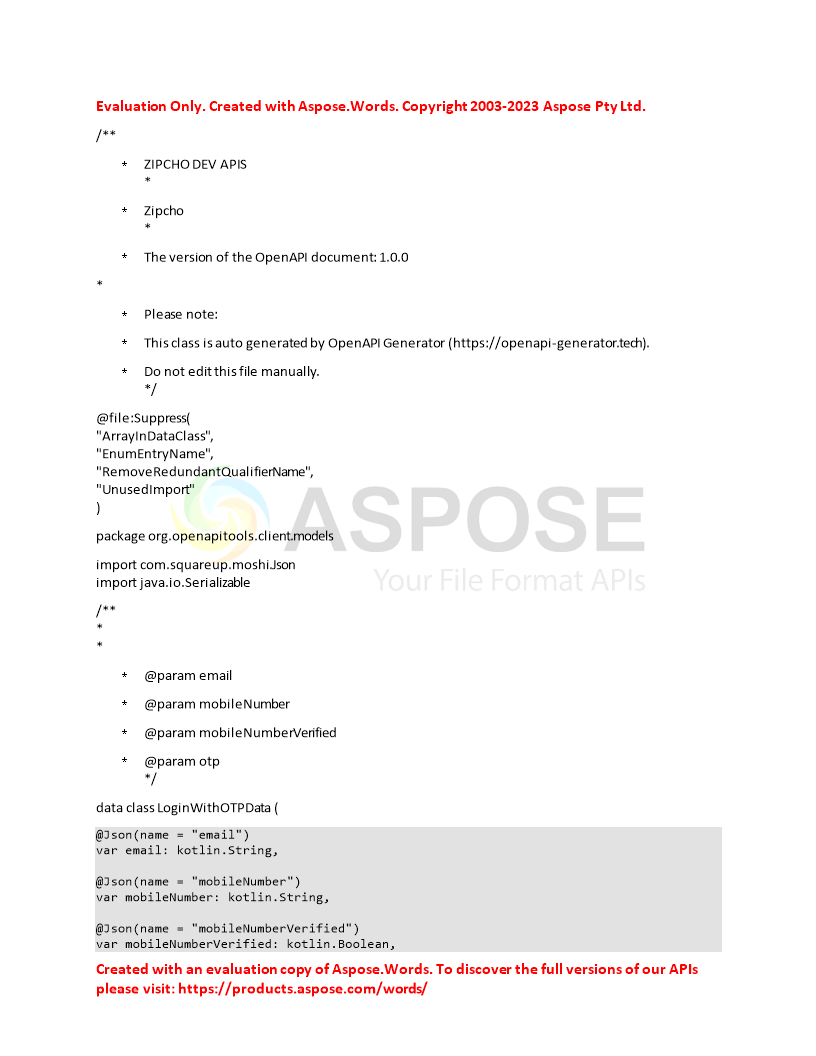 Evaluation Only. Created with Aspose.Words. Copyright 2003-2023 Aspose Pty Ltd.
/**
* ZIPCHO DEV APIS
*
* Zipcho
*
* The version of the OpenAPI document: 1.0.0
*
* Please note:
* This class is auto generated by OpenAPI Generator (https://openapi-generator.tech).
* Do not edit this file manually.
*/
@file:Suppress(
"ArrayInDataClass",
"EnumEntryName",
"RemoveRedundantQualifierName",
"UnusedImport"
)
ASPOSE
Your File Format APIs
package org.openapitools.client.models
import com.squareup.moshi.Json
import java.io.Serializable
/**
*
*
* @param email
* @param mobileNumber
* @param mobileNumberVerified
* @param otp
*/
data class LoginWithOTPData (
@Json(name = "email")
var email: kotlin.String,
@Json(name = "mobileNumber")
var mobileNumber: kotlin.String,
@Json(name = "mobileNumberVerified")
var mobileNumberVerified: kotlin.Boolean,
Created with an evaluation copy of Aspose.Words. To discover the full versions of our APIs
please visit: https://products.aspose.com/words/